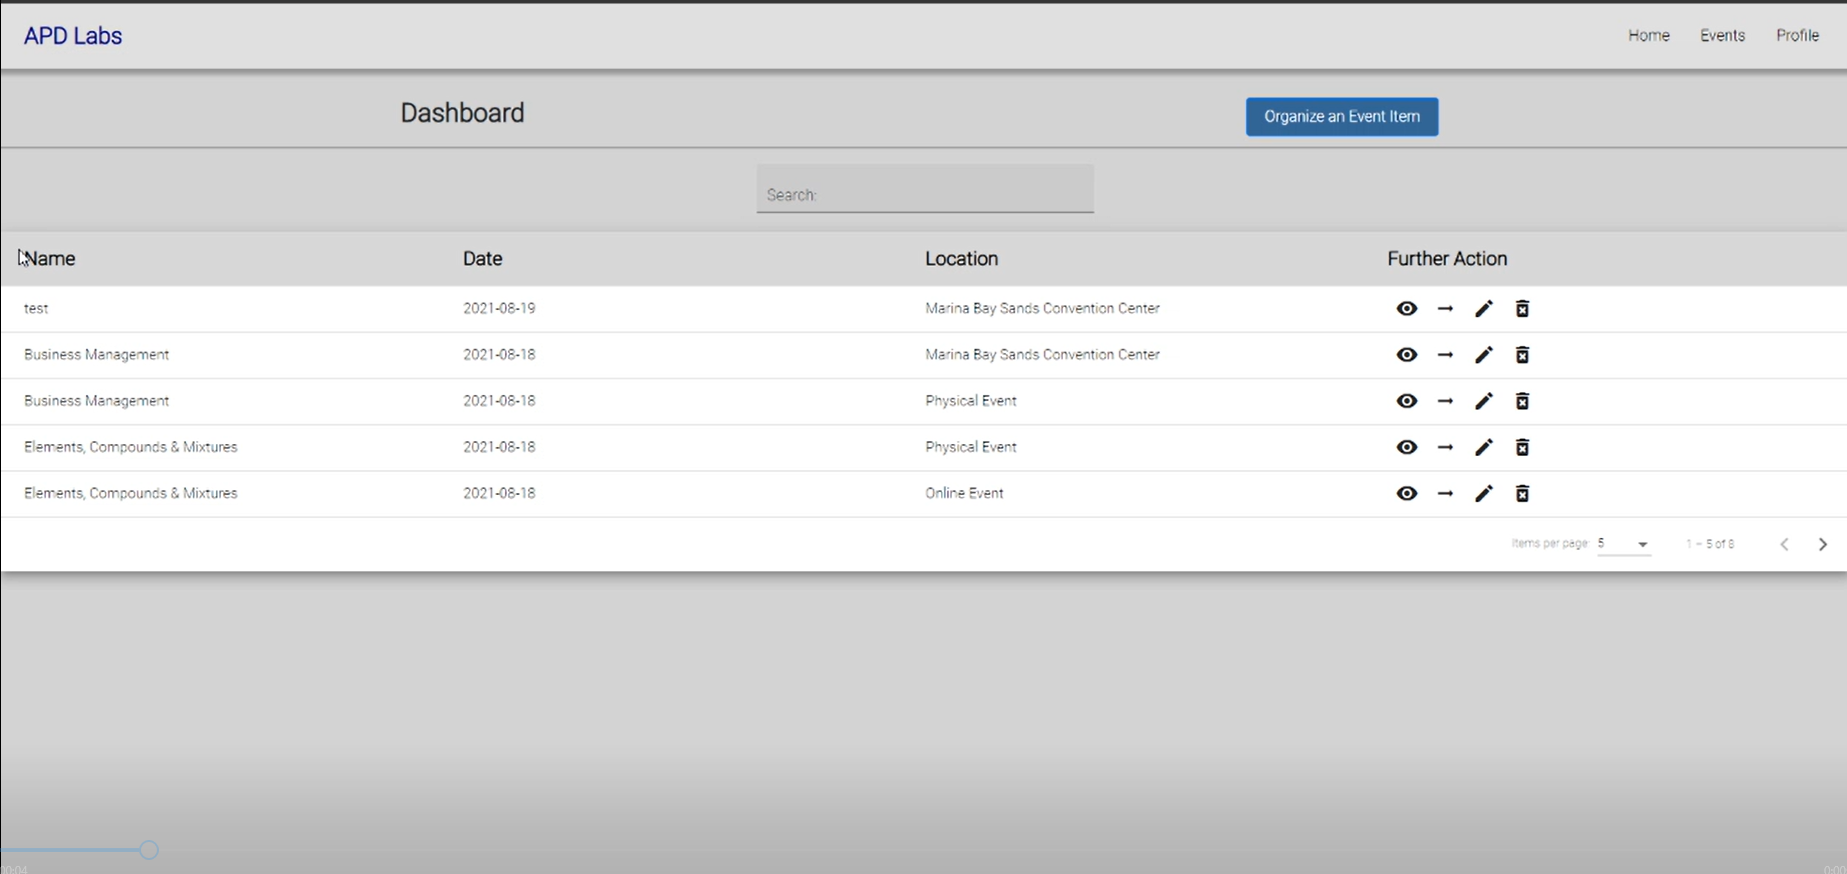 APD Labs Home Events Profile
Dashboard Organize an Event Item
Search:
Name Date Location Further Action
test 2021-08-19 Marina Bay Sands Convention Center
Business Management 2021-08-18 Marina Bay Sands Convention Center
Business Management 2021-08-18 Physical Event
Elements, Compounds & Mixtures 2021-08-18 Physical Event
Elements, Compounds & Mixtures 2021-08-18 Online Event
Items per page: 5 1 – 5 of 8
00:04